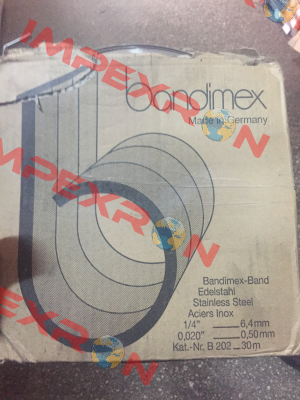 bandimex
Made in Germany
Bandimex-Band
Edelstahl
Stainless Steel
Aciers Inox
1/4" 6,4mm
0,020" 0,50mm
Kat.-Nr. B 202 30m
IMPEXRON
IMPEXRON
IMPEXRON